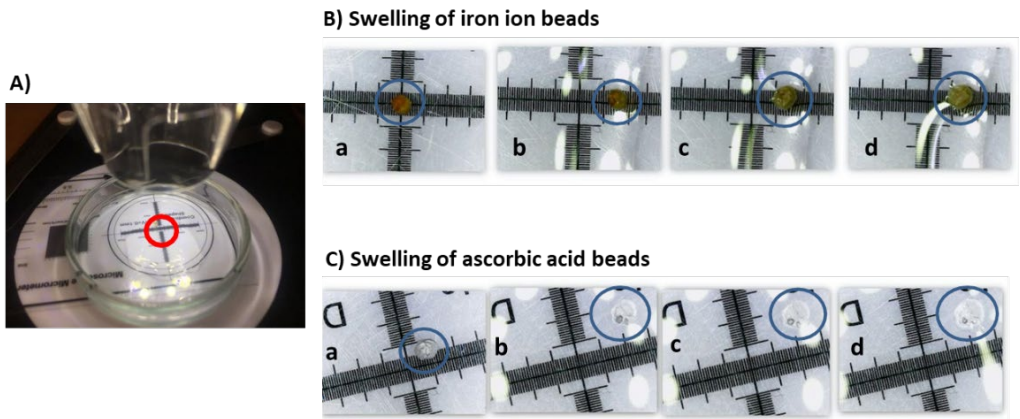 A)
B) Swelling of iron ion beads
a
b
c
d
C) Swelling of ascorbic acid beads
a
b
c
d